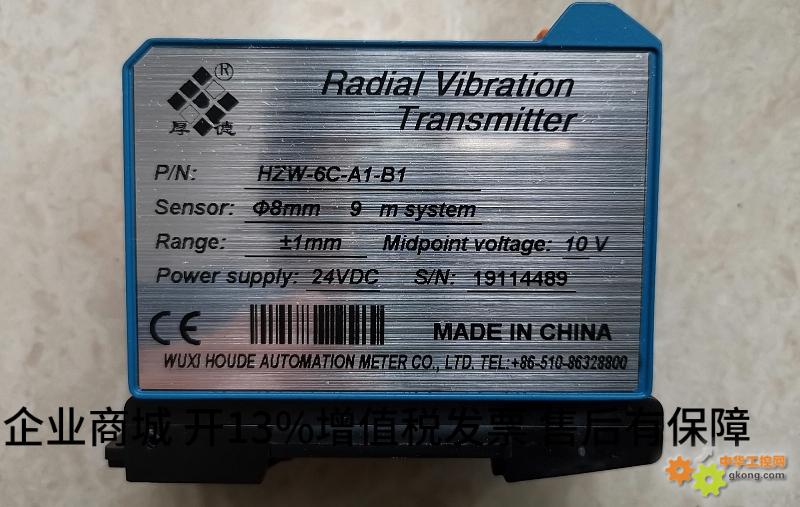 ®
厚德
Radial Vibration
Transmitter
P/N: HZW-6C-A1-B1
Sensor: Φ8mm 9 m system
Range: ±1mm Midpoint voltage: 10 V
Power supply: 24VDC S/N: 19114489
CE
MADE IN CHINA
WUXI HOUDE AUTOMATION METER CO., LTD. TEL:+86-510-86328800
企业商城 开13%增值税发票 售后有保障
中华工控网
gkong.com